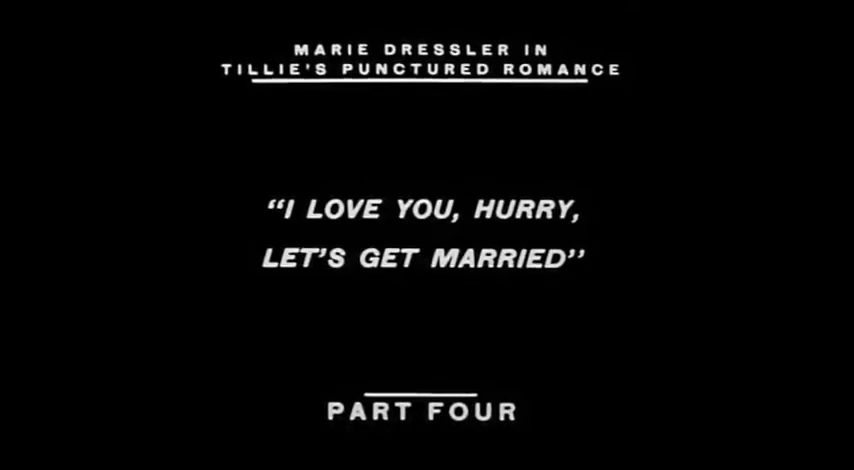 MARIE DRESSLER IN
TILLIE'S PUNCTURED ROMANCE
"I LOVE YOU, HURRY,
LET'S GET MARRIED"
PART FOUR